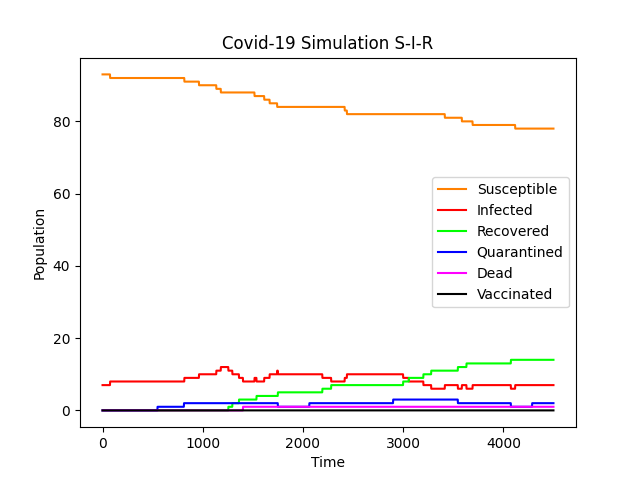 Covid-19 Simulation S-I-R
80
60
40
20
0
Population
Susceptible
Infected
Recovered
Quarantined
Dead
Vaccinated
0 1000 2000 3000 4000
Time